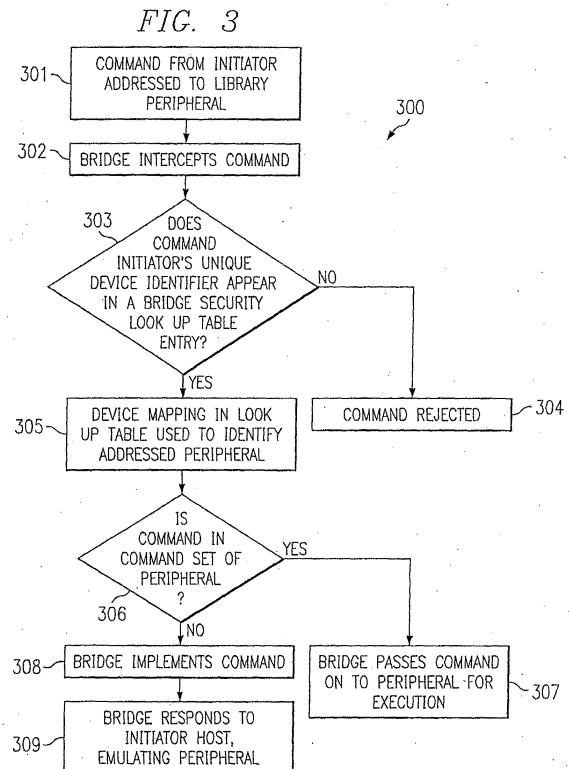 FIG. 3
301
COMMAND FROM INITIATOR
ADDRESSED TO LIBRARY
PERIPHERAL
300
302
BRIDGE INTERCEPTS COMMAND
303
DOES
COMMAND
INITIATOR'S UNIQUE
DEVICE IDENTIFIER APPEAR
IN A BRIDGE SECURITY
LOOK UP TABLE
ENTRY?
NO
YES
305
DEVICE MAPPING IN LOOK
UP TABLE USED TO IDENTIFY
ADDRESSED PERIPHERAL
COMMAND REJECTED
304
IS
COMMAND IN
COMMAND SET OF
PERIPHERAL
?
YES
306
NO
308
BRIDGE IMPLEMENTS COMMAND
BRIDGE PASSES COMMAND
ON TO PERIPHERAL FOR
EXECUTION
307
309
BRIDGE RESPONDS TO
INITIATOR HOST,
EMULATING PERIPHERAL